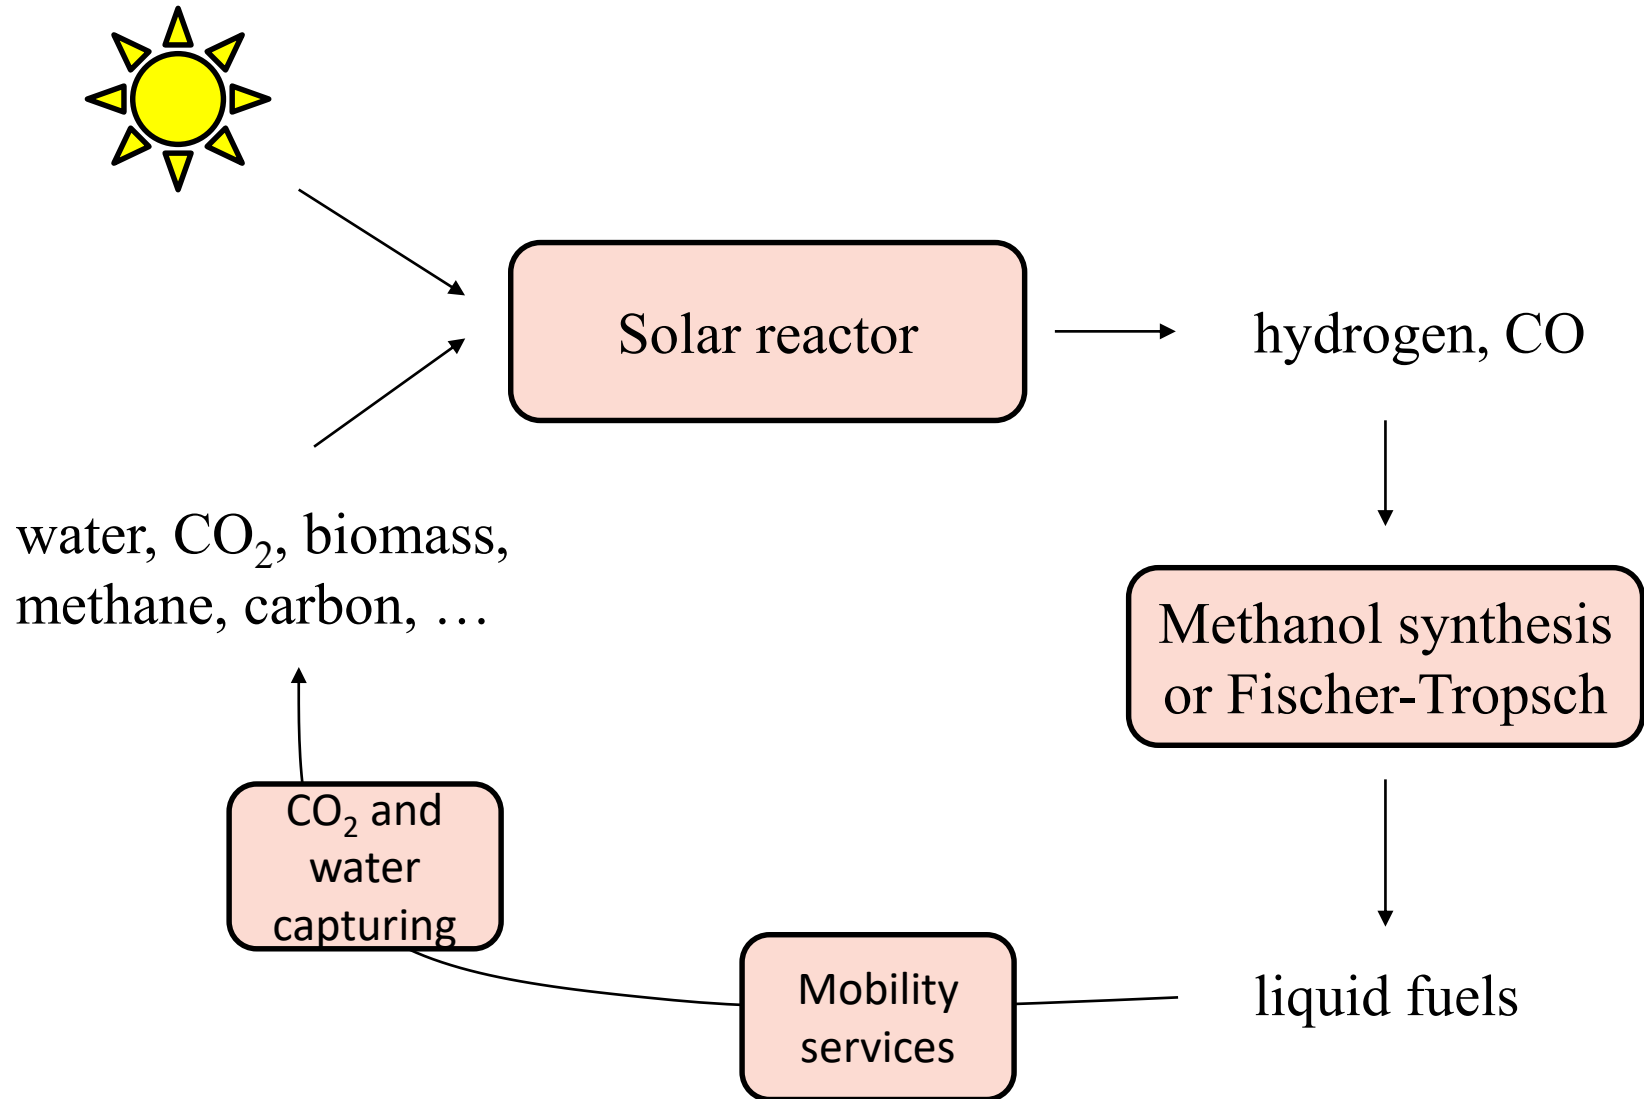 Solar reactor
hydrogen, CO
water, CO₂, biomass,
methane, carbon, …
Methanol synthesis
or Fischer-Tropsch
CO₂ and
water
capturing
Mobility
services
liquid fuels